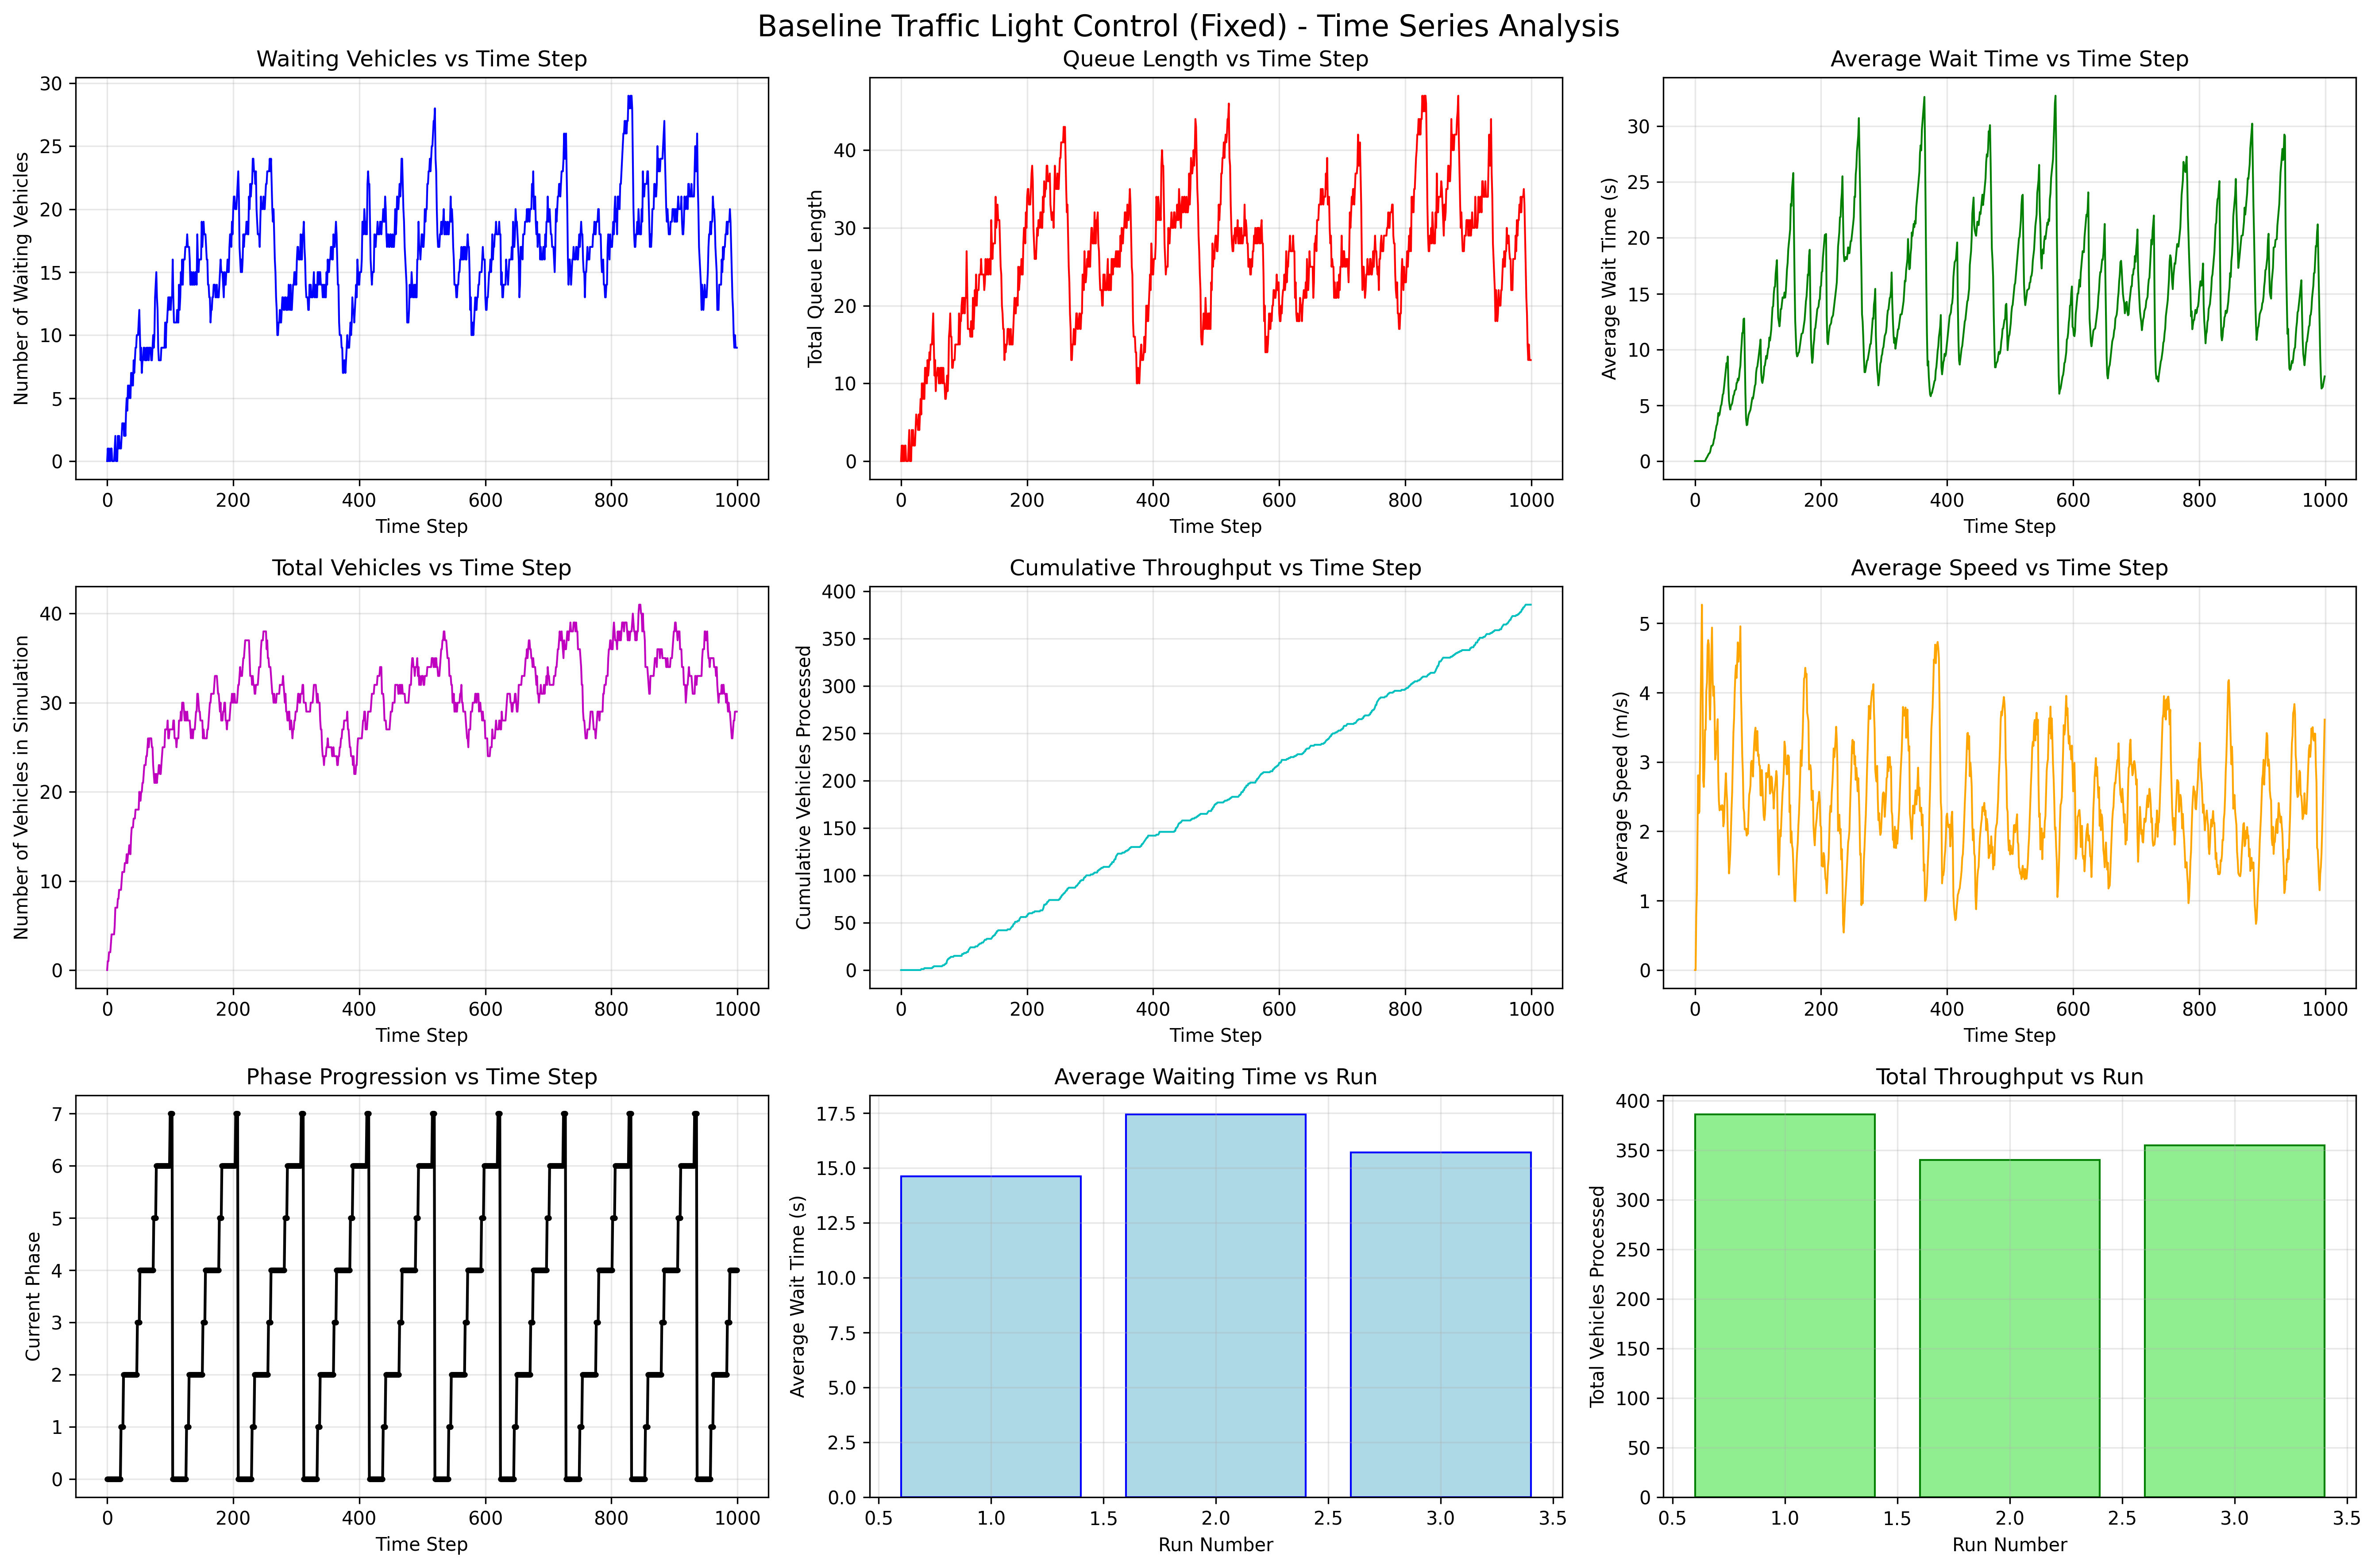 Baseline Traffic Light Control (Fixed) - Time Series Analysis
Waiting Vehicles vs Time Step
Number of Waiting Vehicles
30
25
20
15
10
5
0
0 200 400 600 800 1000
Time Step
Queue Length vs Time Step
Total Queue Length
40
30
20
10
0
0 200 400 600 800 1000
Time Step
Average Wait Time vs Time Step
Average Wait Time (s)
30
25
20
15
10
5
0
0 200 400 600 800 1000
Time Step
Total Vehicles vs Time Step
Number of Vehicles in Simulation
40
30
20
10
0
0 200 400 600 800 1000
Time Step
Cumulative Throughput vs Time Step
Cumulative Vehicles Processed
400
350
300
250
200
150
100
50
0
0 200 400 600 800 1000
Time Step
Average Speed vs Time Step
Average Speed (m/s)
5
4
3
2
1
0
0 200 400 600 800 1000
Time Step
Phase Progression vs Time Step
Current Phase
7
6
5
4
3
2
1
0
0 200 400 600 800 1000
Time Step
Average Waiting Time vs Run
Average Wait Time (s)
17.5
15.0
12.5
10.0
7.5
5.0
2.5
0.0
0.5 1.0 1.5 2.0 2.5 3.0 3.5
Run Number
Total Throughput vs Run
Total Vehicles Processed
400
350
300
250
200
150
100
50
0
0.5 1.0 1.5 2.0 2.5 3.0 3.5
Run Number